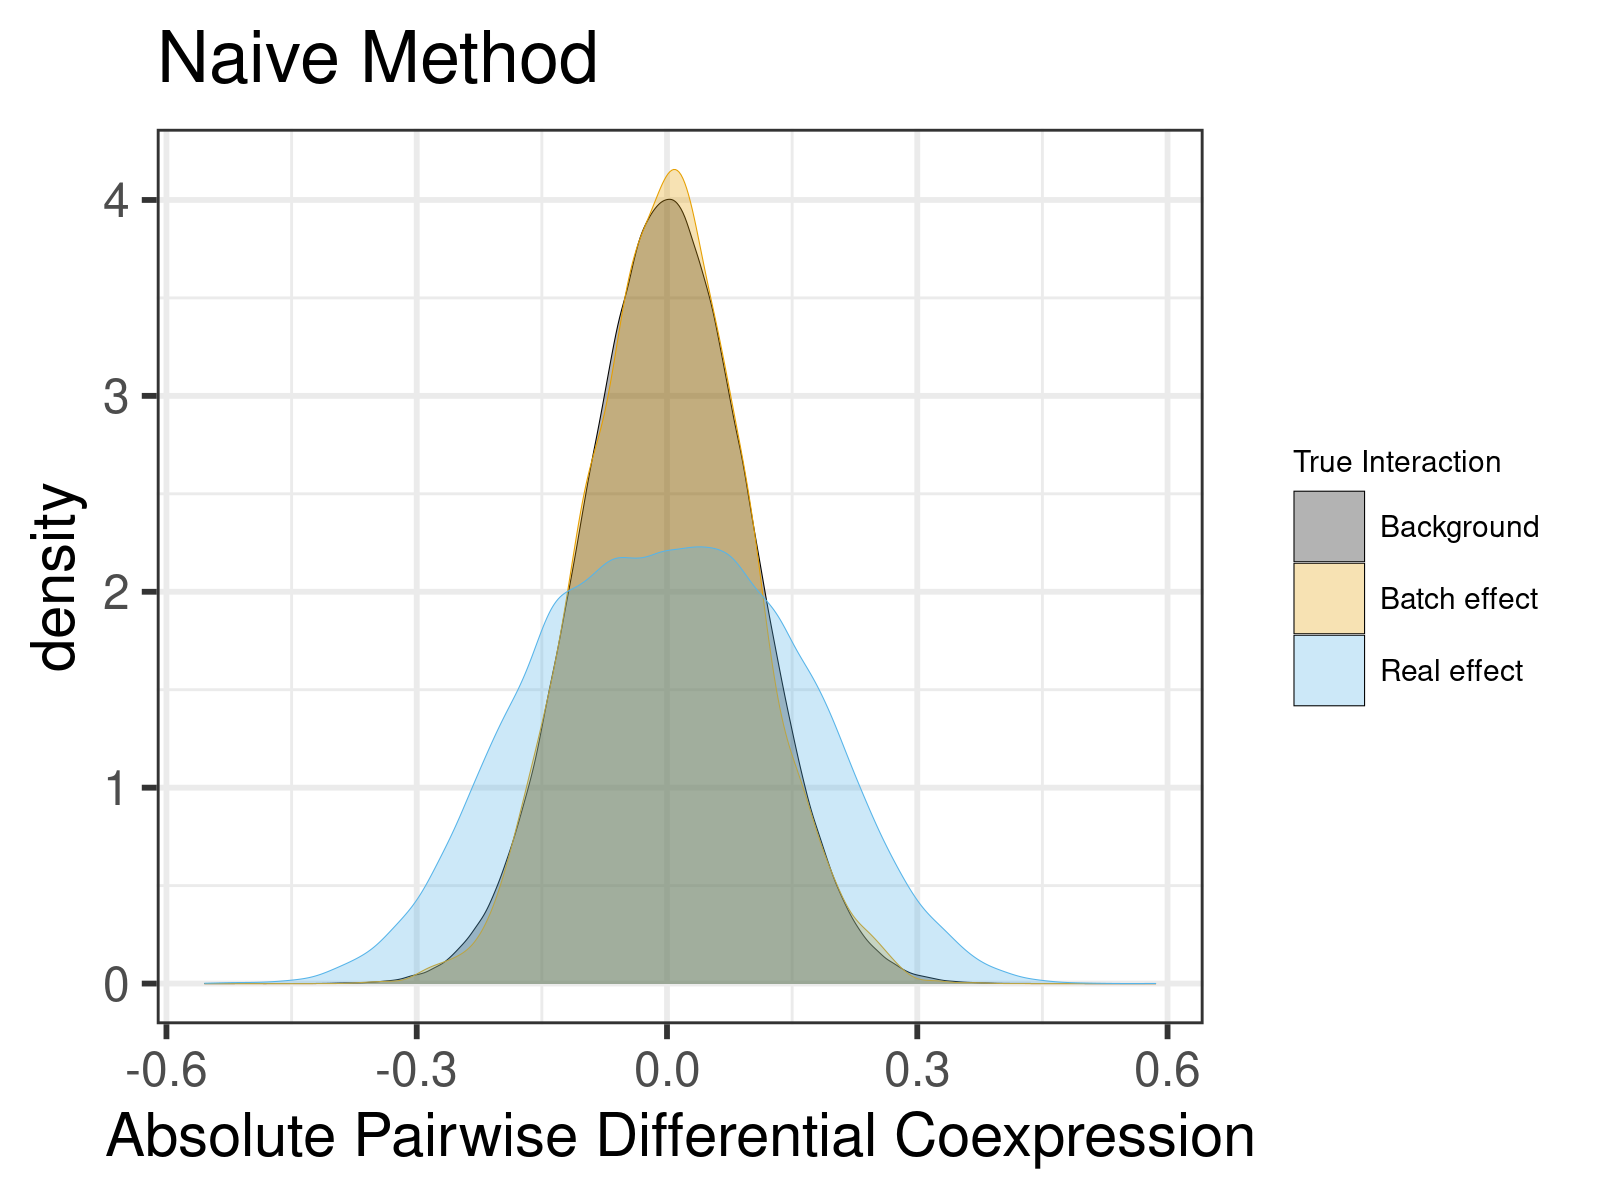 Naive Method
4
3
2
1
0
density
-0.6 -0.3 0.0 0.3 0.6
Absolute Pairwise Differential Coexpression
True Interaction
Background
Batch effect
Real effect